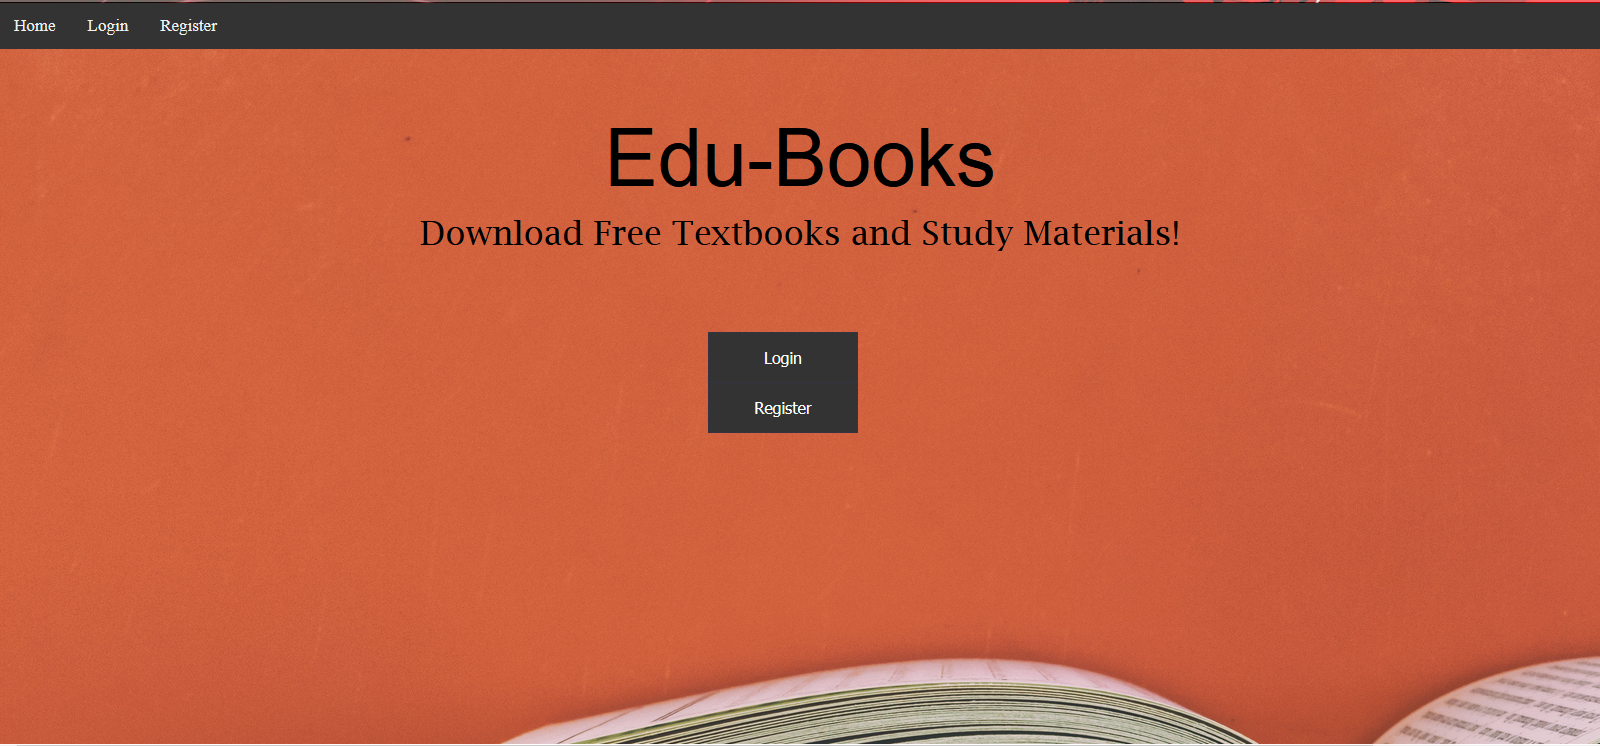 Home Login Register
Edu-Books
Download Free Textbooks and Study Materials!
Login
Register